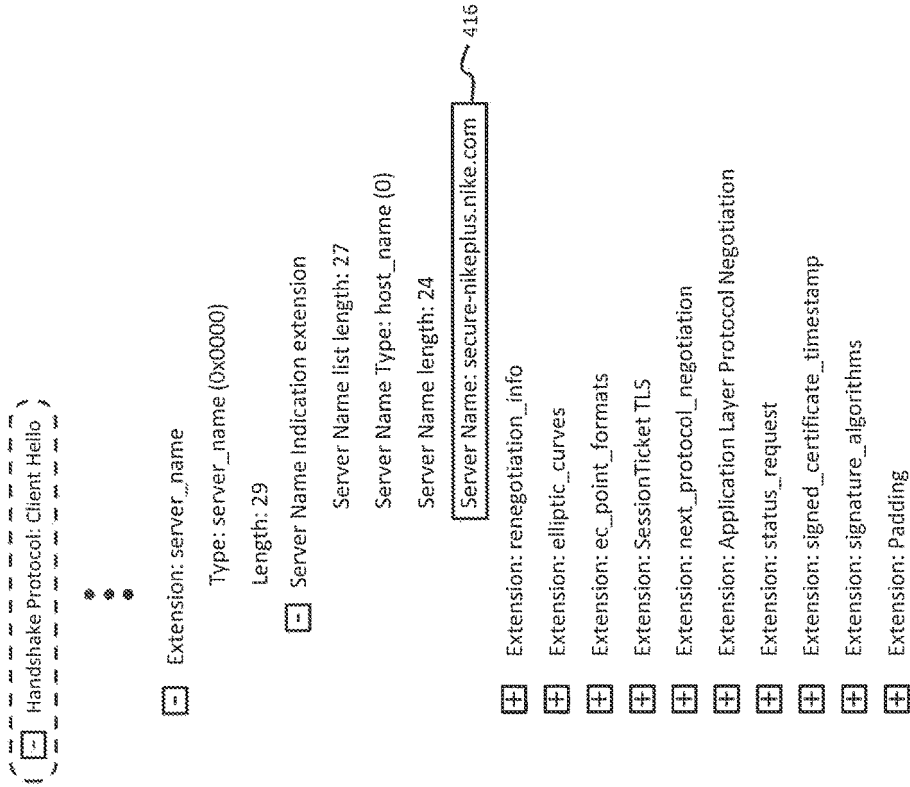 Handshake Protocol: Client Hello
Extension: server_name
Type: server_name (0x0000)
Length: 29
Server Name Indication extension
Server Name list length: 27
Server Name Type: host_name (0)
Server Name length: 24
Server Name: secure-nikeplus.nike.com
416
Extension: renegotiation_info
Extension: elliptic_curves
Extension: ec_point_formats
Extension: SessionTicket TLS
Extension: next_protocol_negotiation
Extension: Application Layer Protocol Negotiation
Extension: status_request
Extension: signed_certificate_timestamp
Extension: signature_algorithms
Extension: Padding